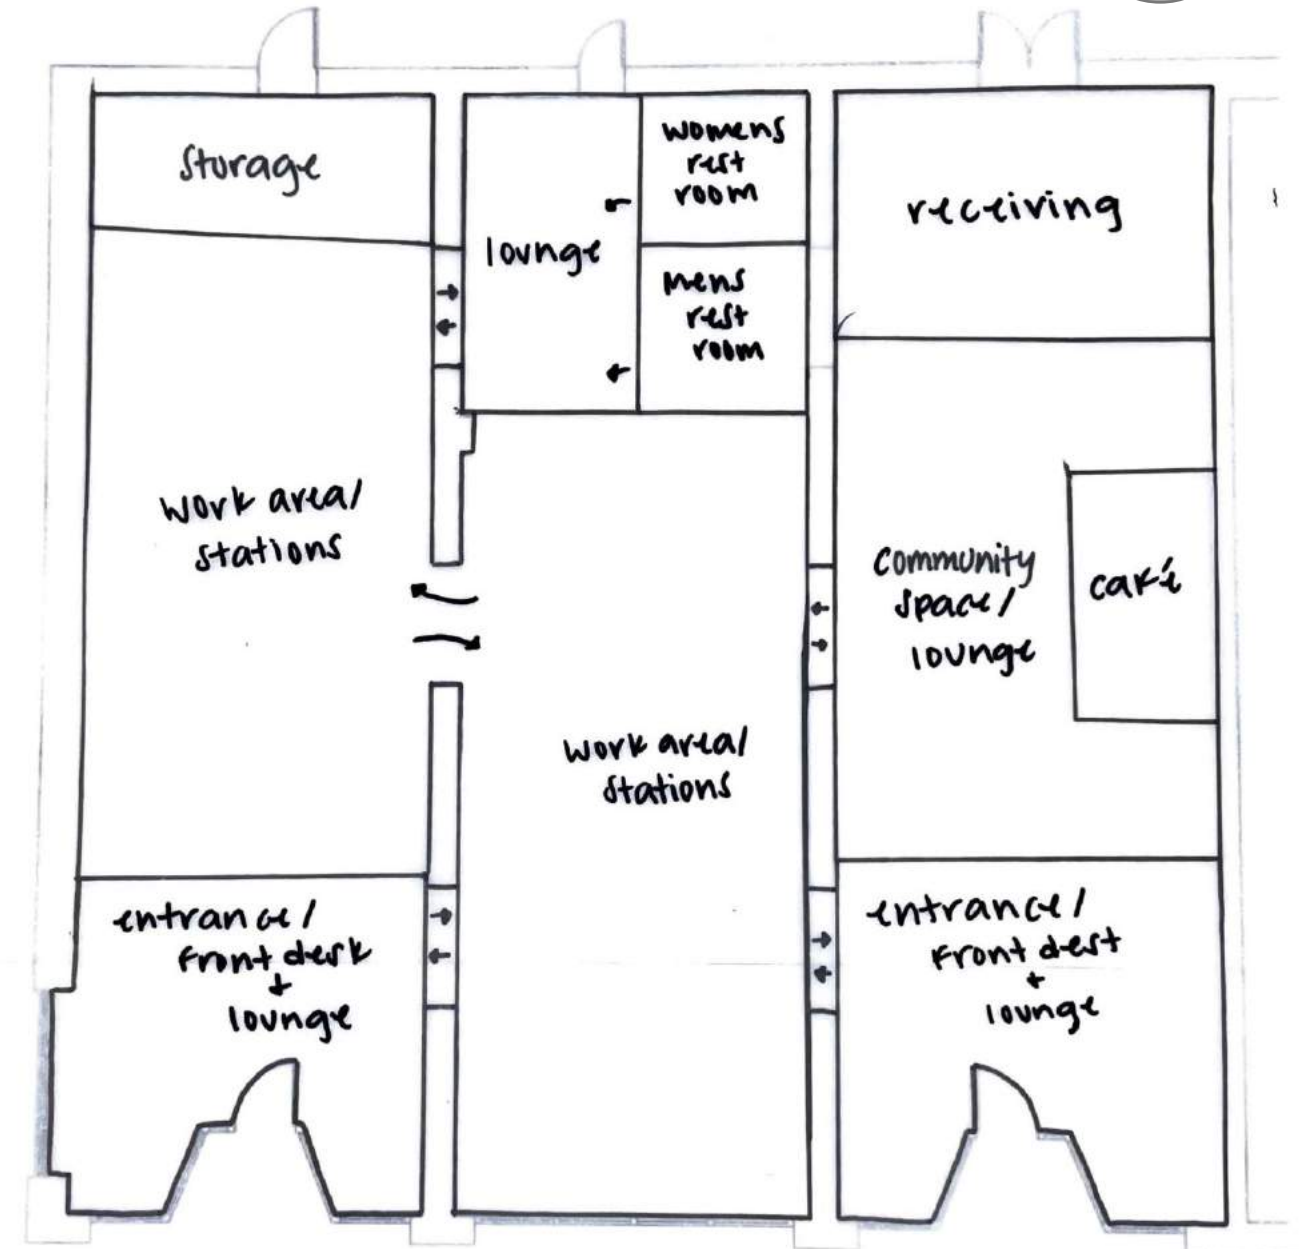 storage
womens
rest
room
lounge
mens
rest
room
receiving
work area/
stations
community
space/
lounge
café
work area/
stations
entrance/
front desk
+
lounge
entrance/
front dest
+
lounge